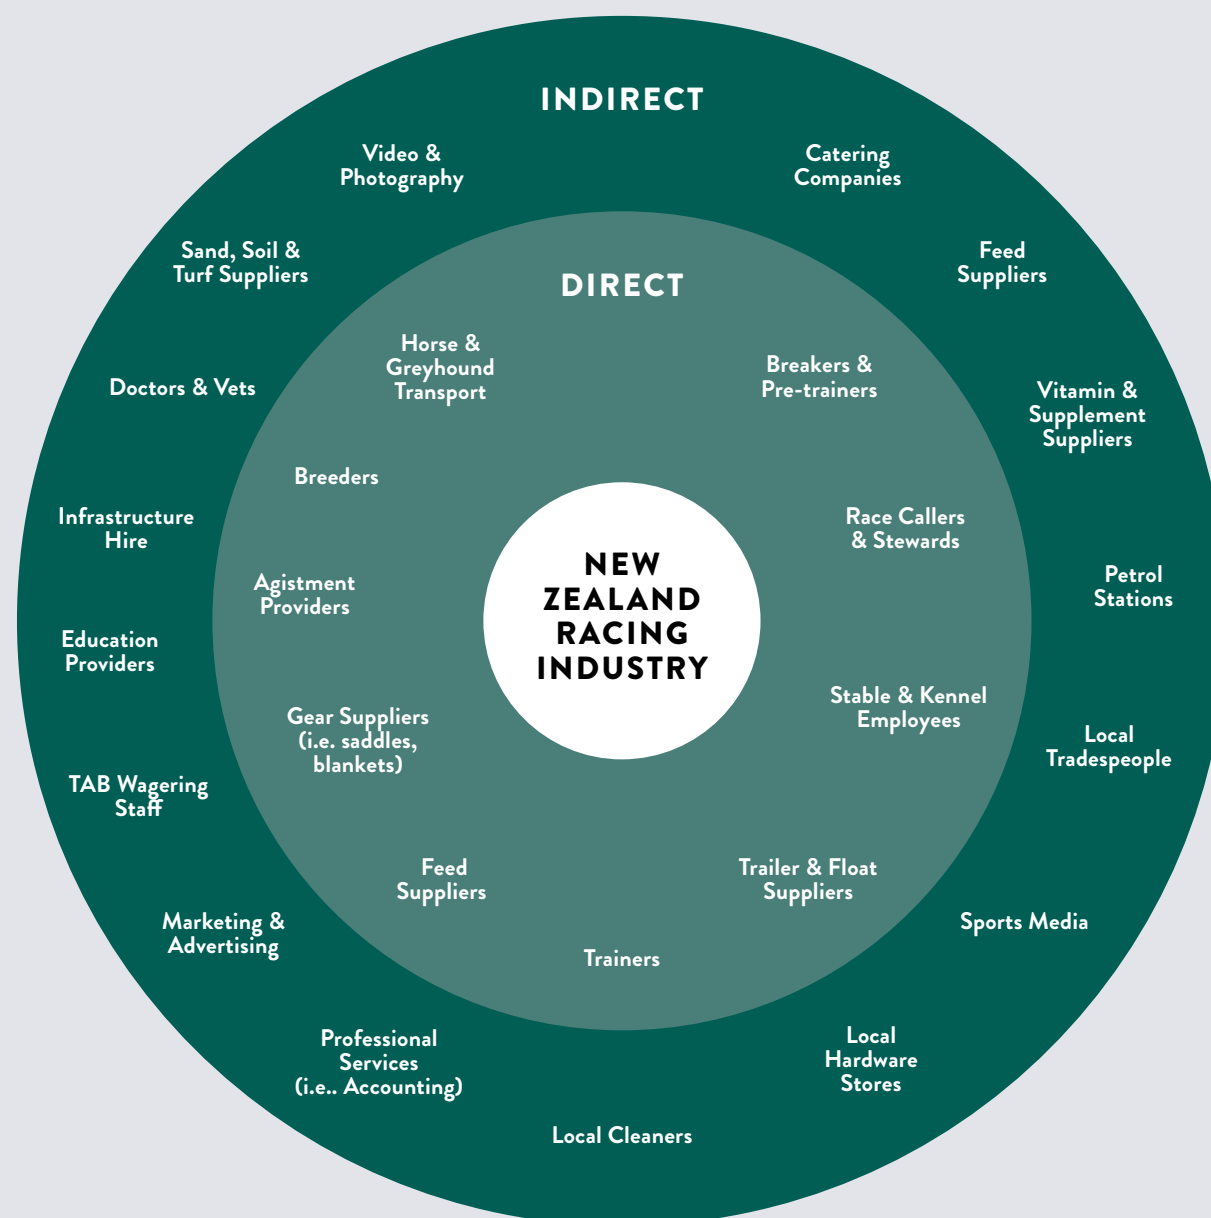 INDIRECT
Video &
Photography
Catering
Companies
Sand, Soil &
Turf Suppliers
Feed
Suppliers
Doctors & Vets
Vitamin &
Supplement
Suppliers
Infrastructure
Hire
Petrol
Stations
Education
Providers
Local
Tradespeople
TAB Wagering
Staff
Marketing &
Advertising
Sports Media
Professional
Services
(i.e.. Accounting)
Local
Hardware
Stores
Local Cleaners
DIRECT
Horse &
Greyhound
Transport
Breakers &
Pre-trainers
Breeders
Race Callers
& Stewards
Agistment
Providers
Stable & Kennel
Employees
Gear Suppliers
(i.e. saddles,
blankets)
Feed
Suppliers
Trailer & Float
Suppliers
Trainers
NEW
ZEALAND
RACING
INDUSTRY